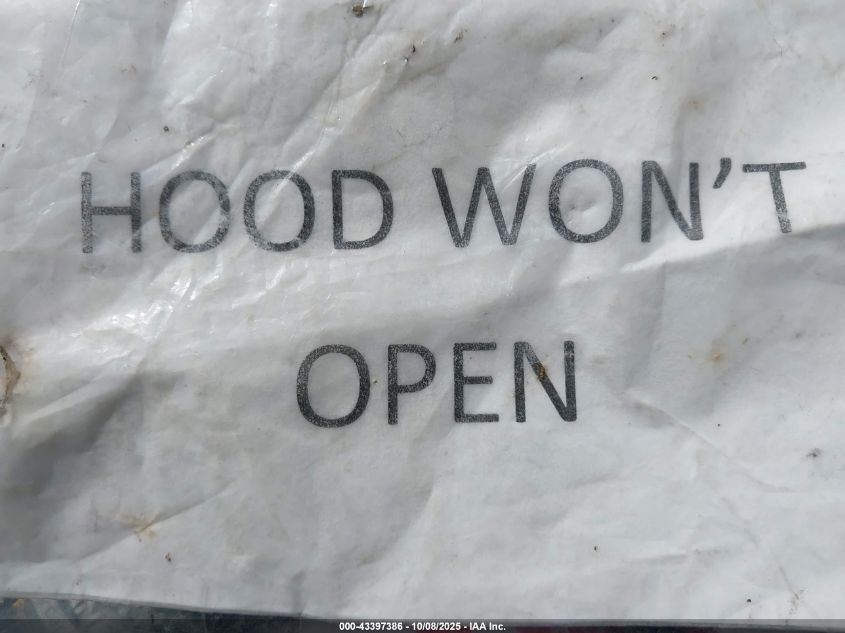 HOOD WON'T
OPEN
000-43397386 - 10/08/2025 - IAA Inc.